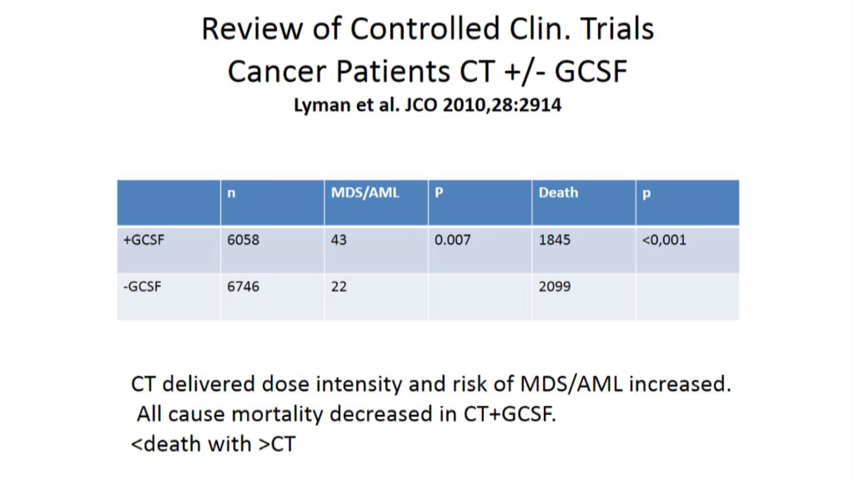 Review of Controlled Clin. Trials
Cancer Patients CT +/- GCSF
Lyman et al. JCO 2010,28:2914
n MDS/AML P Death p
+GCSF 6058 43 0.007 1845 <0,001
-GCSF 6746 22 2099
CT delivered dose intensity and risk of MDS/AML increased.
All cause mortality decreased in CT+GCSF.
<death with >CT